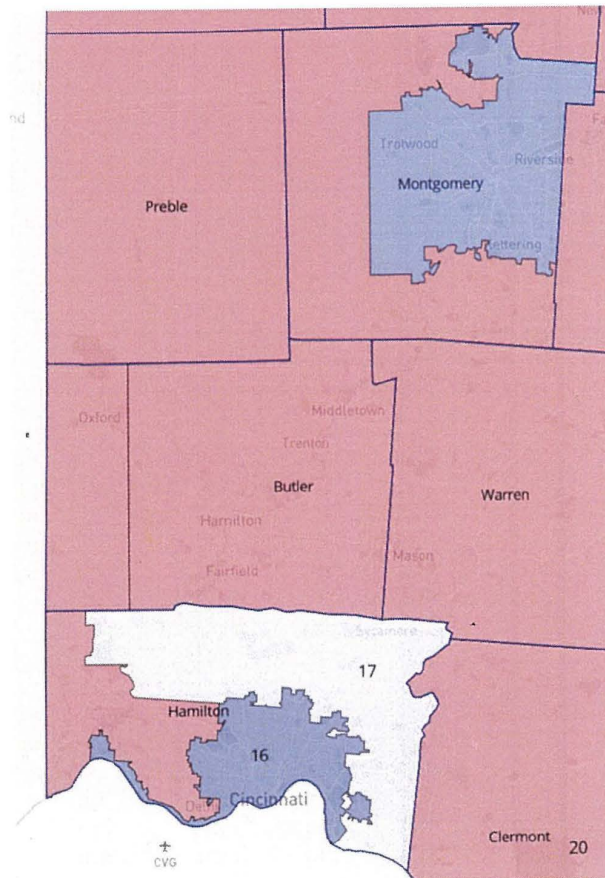 nd
Trotwood
Riverside
Montgomery
Preble
Kettering
Oxford
Middletown
Trenton
Butler
Warren
Hamilton
Mason
Fairfield
Sycamore
17
Hamilton
16
Cincinnati
Clermont
20
CVG